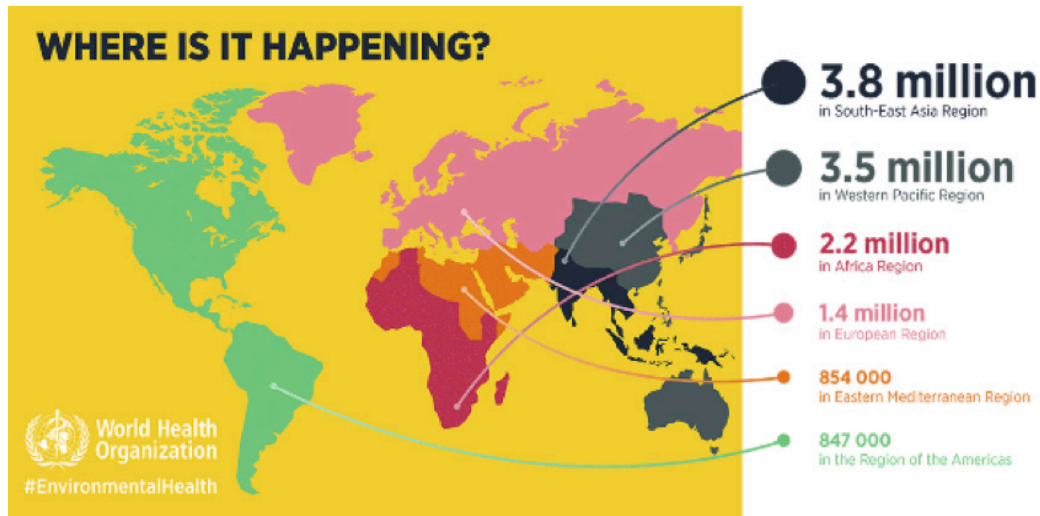 WHERE IS IT HAPPENING?
3.8 million
in South-East Asia Region
3.5 million
in Western Pacific Region
2.2 million
in Africa Region
1.4 million
in European Region
854 000
in Eastern Mediterranean Region
847 000
in the Region of the Americas
World Health
Organization
#EnvironmentalHealth